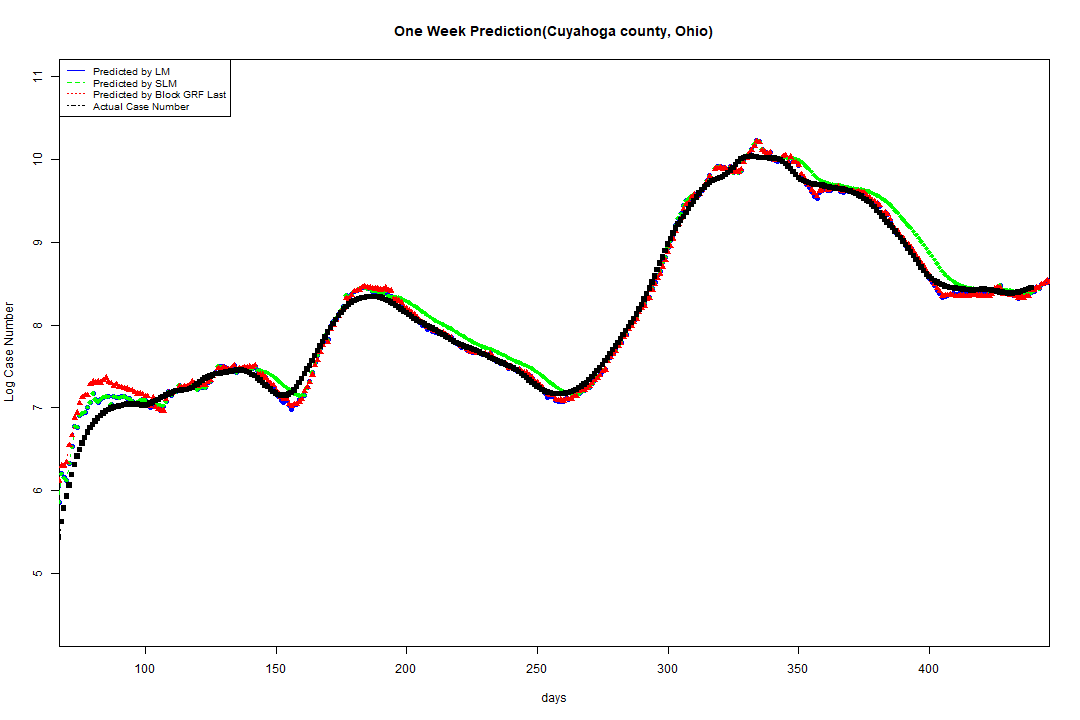 One Week Prediction(Cuyahoga county, Ohio)
Predicted by LM
Predicted by SLM
Predicted by Block GRF Last
Actual Case Number
11
10
9
8
7
6
5
Log Case Number
100 150 200 250 300 350 400
days